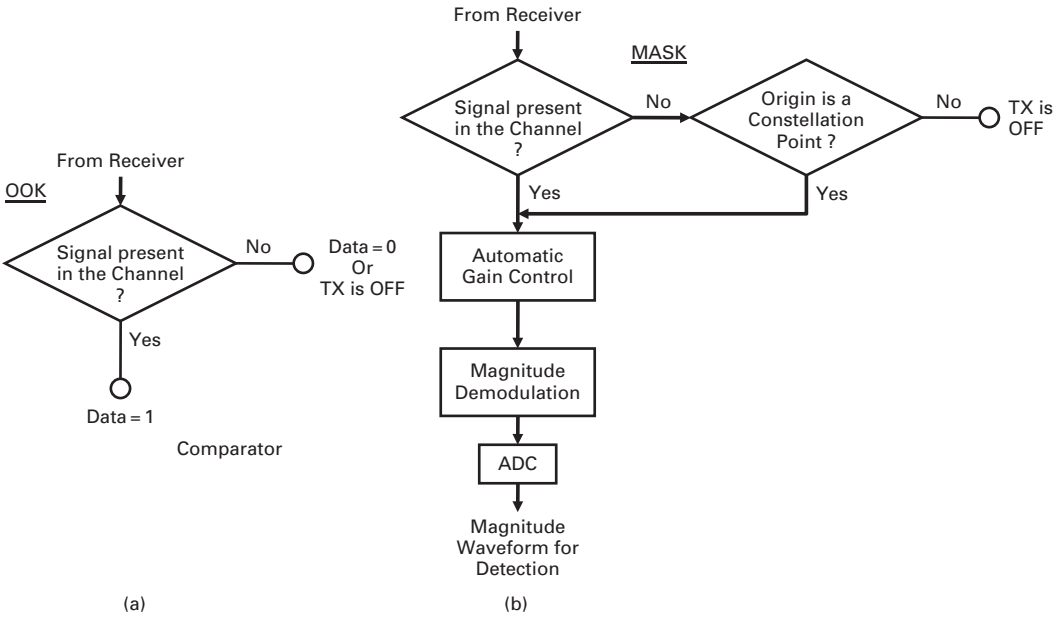 From Receiver
OOK
Signal present
in the Channel
?
No
Data = 0
Or
TX is OFF
Yes
Data = 1
Comparator
(a)
From Receiver
MASK
Signal present
in the Channel
?
No
Origin is a
Constellation
Point ?
No
TX is
OFF
Yes
Yes
Automatic
Gain Control
Magnitude
Demodulation
ADC
Magnitude
Waveform for
Detection
(b)